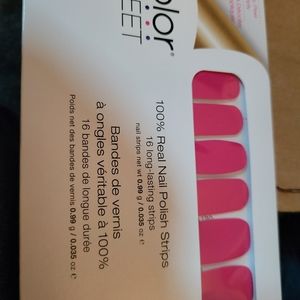 olor
REET
100% Real Nail Polish Strips
16 long-lasting strips
nail strips net wt 0.99 g / 0.035 oz ℮
Bandes de vernis
à ongles véritable à 100%
16 bandes de longue durée
Poids net des bandes de vernis 0.99 g / 0.035 oz ℮